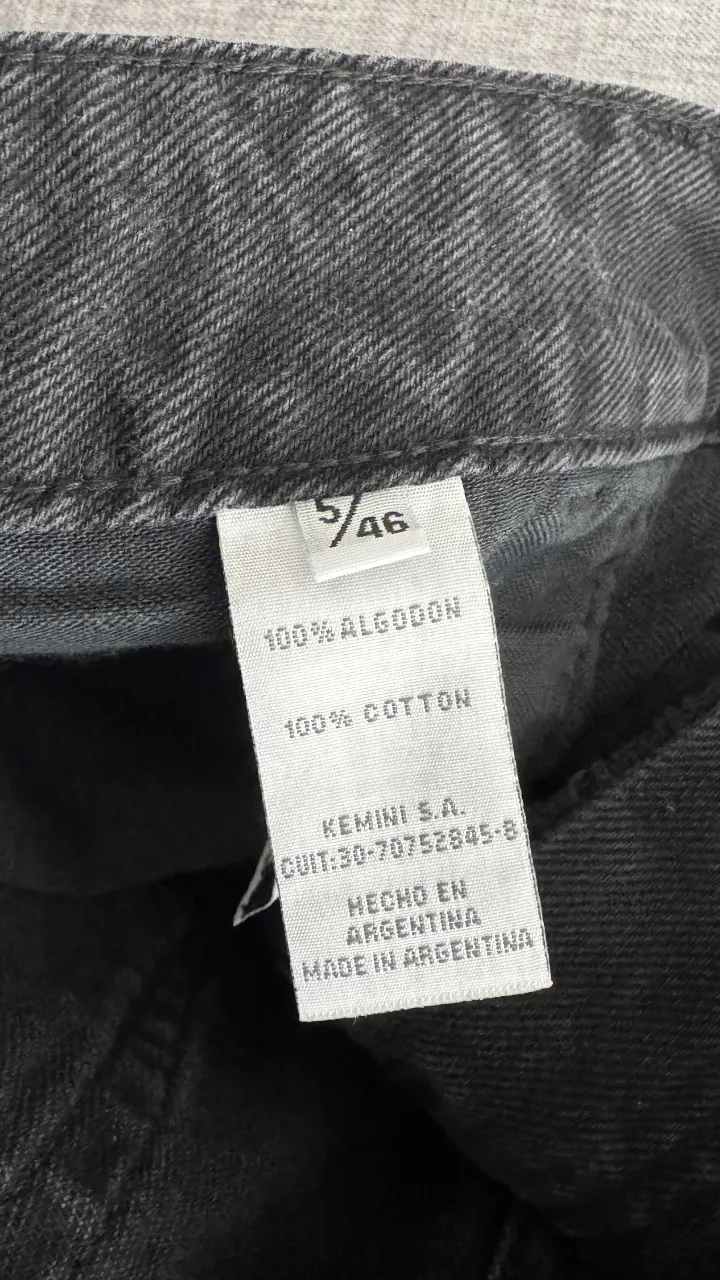 5/46
100% ALGODON
100% COTTON
KEMINI S.A.
CUIT:30-70752845-8
HECHO EN
ARGENTINA
MADE IN ARGENTINA